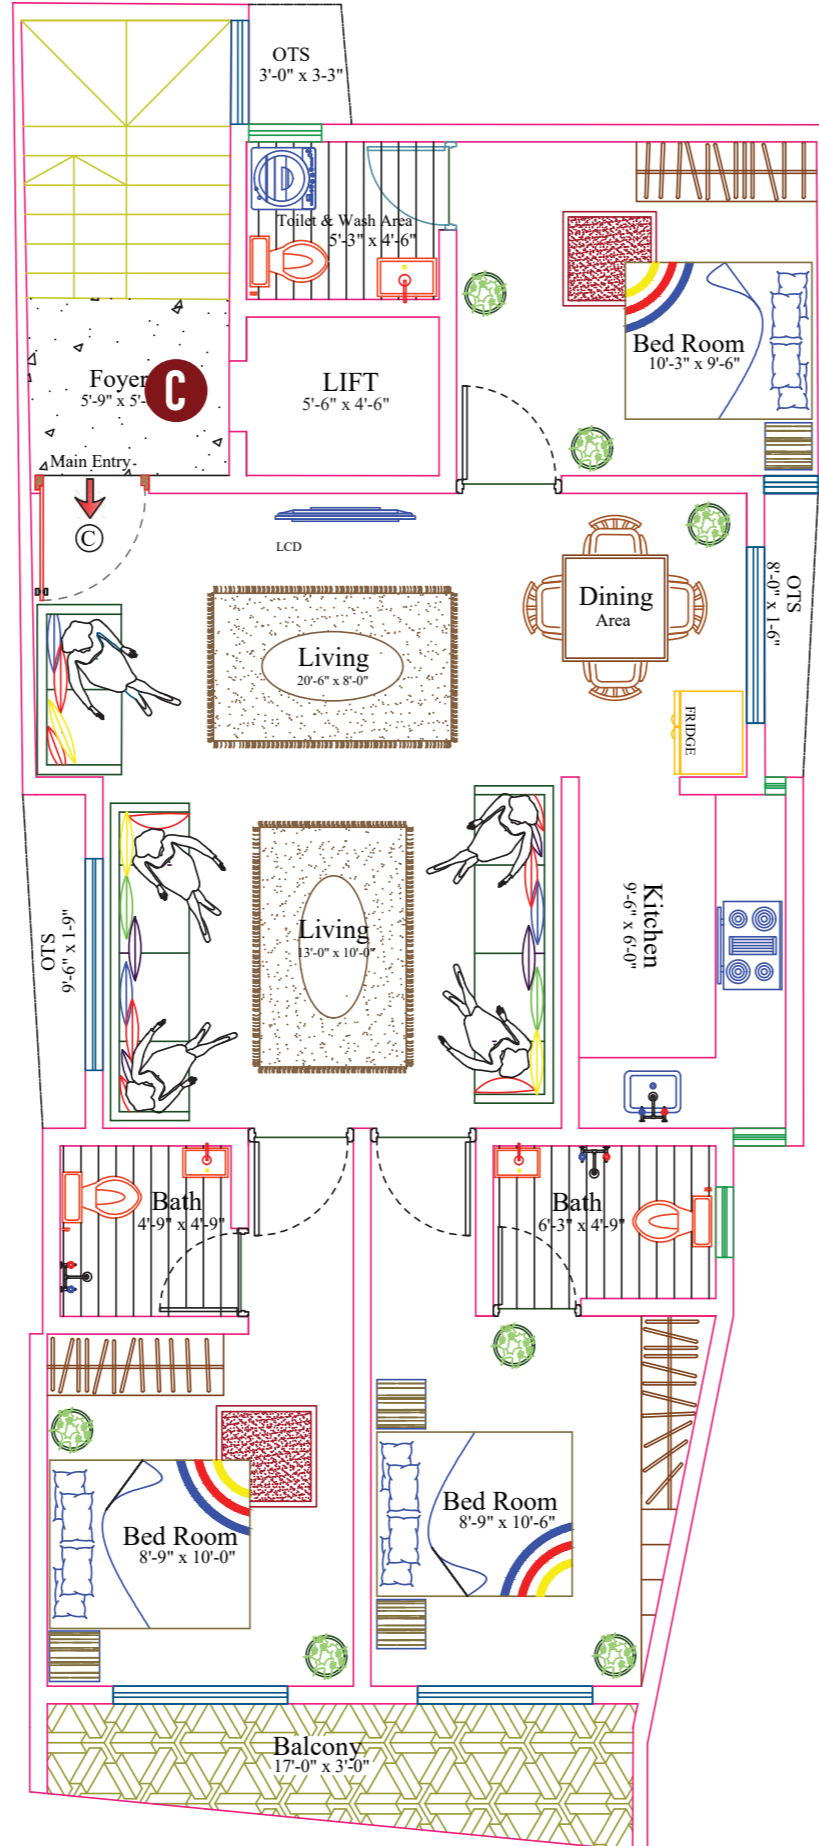 OTS
3'-0" x 3-3"
Toilet & Wash Area
5'-3" x 4'-6"
Bed Room
10'-3" x 9'-6"
Foyer
5'-9" x 5'-
C
LIFT
5'-6" x 4'-6"
Main Entry
C
LCD
Dining
Area
OTS
8'-0" x 1-6"
Living
20'-6" x 8'-0"
FRIDGE
Living
13'-0" x 10'-0"
Kitchen
9'-6" x 6'-0"
OTS
9'-6" x 1-9"
Bath
4'-9" x 4'-9"
Bath
6'-3" x 4'-9"
Bed Room
8'-9" x 10'-6"
Bed Room
8'-9" x 10'-0"
Balcony
17'-0" x 3'-0"